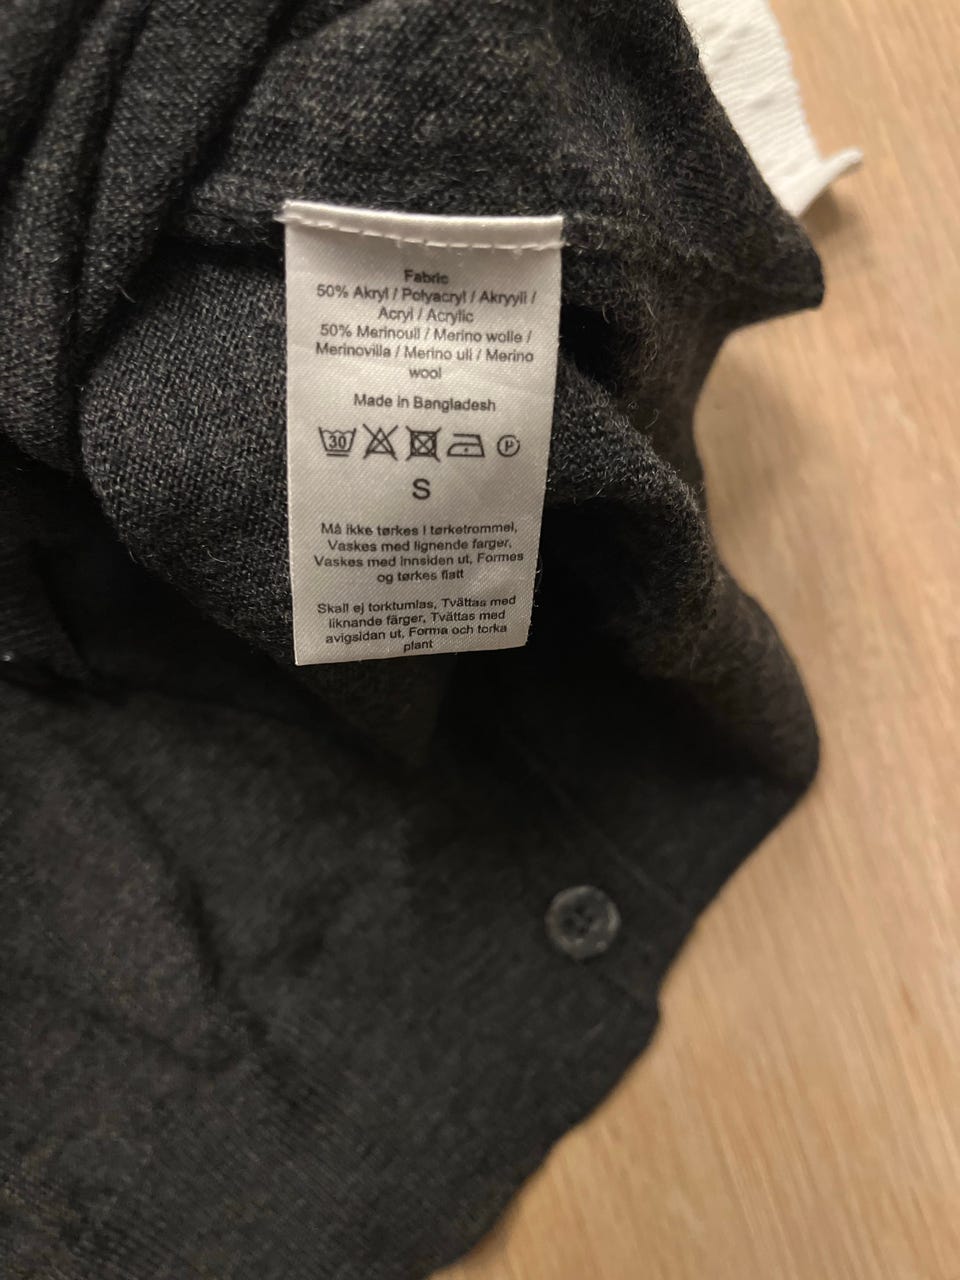 Fabric
50% Akryl / Polyacryl / Akryyli /
Acryl / Acrylic
50% Merinoull / Merino wolle /
Merinovilla / Merino ull / Merino
wool
Made in Bangladesh
30 P
S
Må ikke tørkes i tørketrommel,
Vaskes med lignende farger,
Vaskes med innsiden ut, Formes
og tørkes flatt
Skall ej torktumlas, Tvättas med
liknande färger, Tvättas med
avigsidan ut, Forma och torka
plant